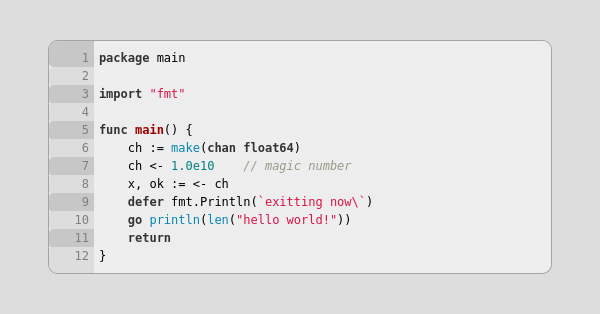 1 package main
2
3 import "fmt"
4
5 func main() {
6     ch := make(chan float64)
7     ch <- 1.0e10    // magic number
8     x, ok := <- ch
9     defer fmt.Println(`exitting now\`)
10     go println(len("hello world!"))
11     return
12 }